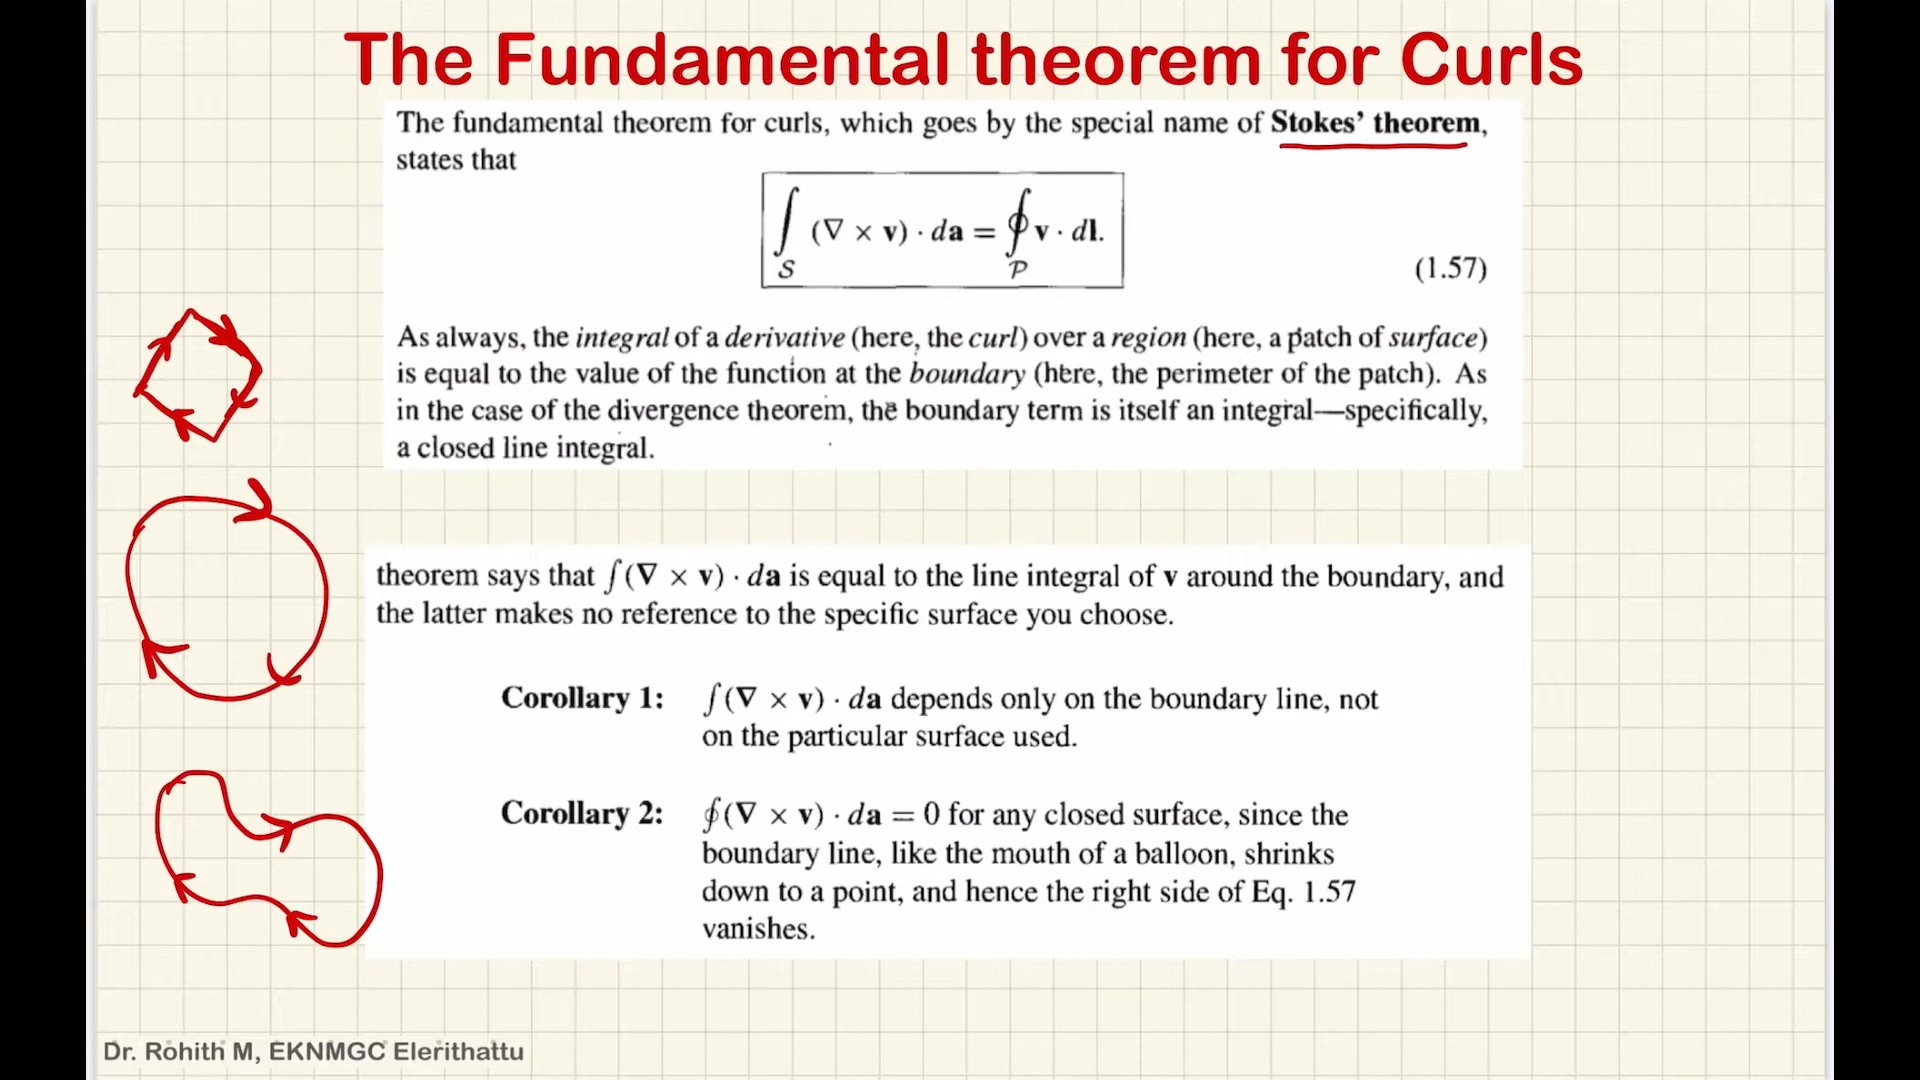 The Fundamental theorem for Curls
The fundamental theorem for curls, which goes by the special name of Stokes’ theorem,
states that
∫_S (∇ × v) · da = ∮_P v · dl.
(1.57)
As always, the integral of a derivative (here, the curl) over a region (here, a patch of surface)
is equal to the value of the function at the boundary (here, the perimeter of the patch). As
in the case of the divergence theorem, the boundary term is itself an integral—specifically,
a closed line integral.
theorem says that ∫(∇ × v) · da is equal to the line integral of v around the boundary, and
the latter makes no reference to the specific surface you choose.
Corollary 1: ∫(∇ × v) · da depends only on the boundary line, not
on the particular surface used.
Corollary 2: ∮(∇ × v) · da = 0 for any closed surface, since the
boundary line, like the mouth of a balloon, shrinks
down to a point, and hence the right side of Eq. 1.57
vanishes.
Dr. Rohith M, EKNMGC Elerithattu